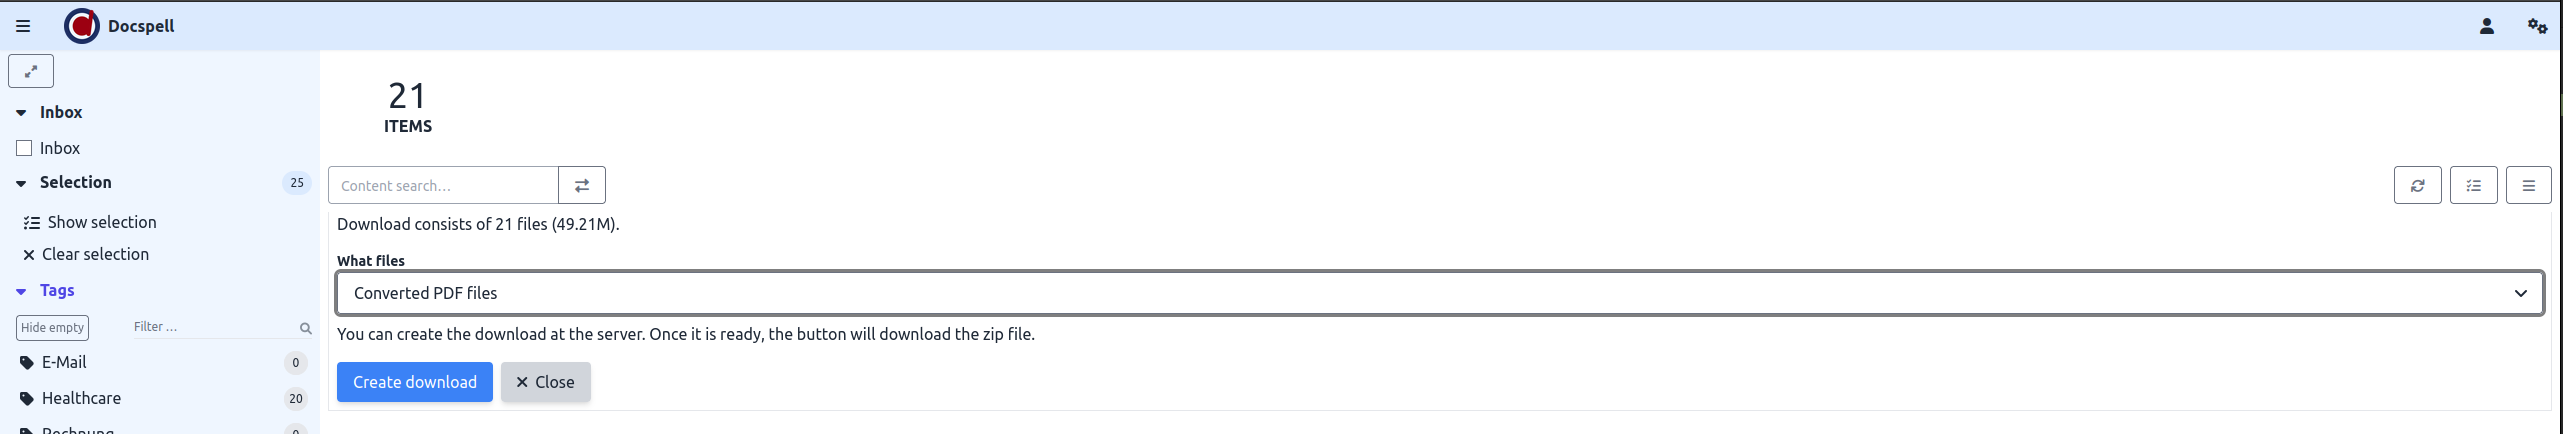 Docspell
Inbox
Inbox
Selection 25
Show selection
Clear selection
Tags
Hide empty Filter ...
E-Mail 0
Healthcare 20
Rechnung 0
21
ITEMS
Content search...
Download consists of 21 files (49.21M).
What files
Converted PDF files
You can create the download at the server. Once it is ready, the button will download the zip file.
Create download Close